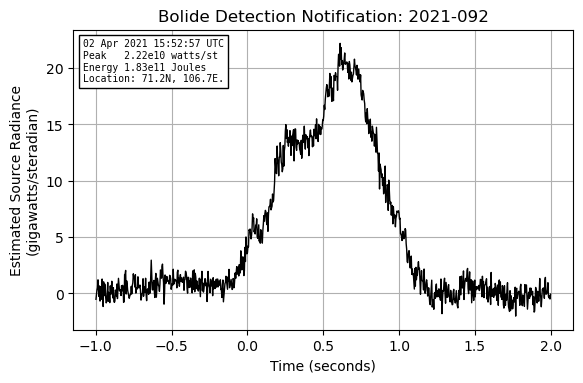 Bolide Detection Notification: 2021-092
02 Apr 2021 15:52:57 UTC
Peak   2.22e10 watts/st
Energy 1.83e11 Joules
Location: 71.2N, 106.7E.
Estimated Source Radiance
(gigawatts/steradian)
20
15
10
5
0
−1.0 −0.5 0.0 0.5 1.0 1.5 2.0
Time (seconds)